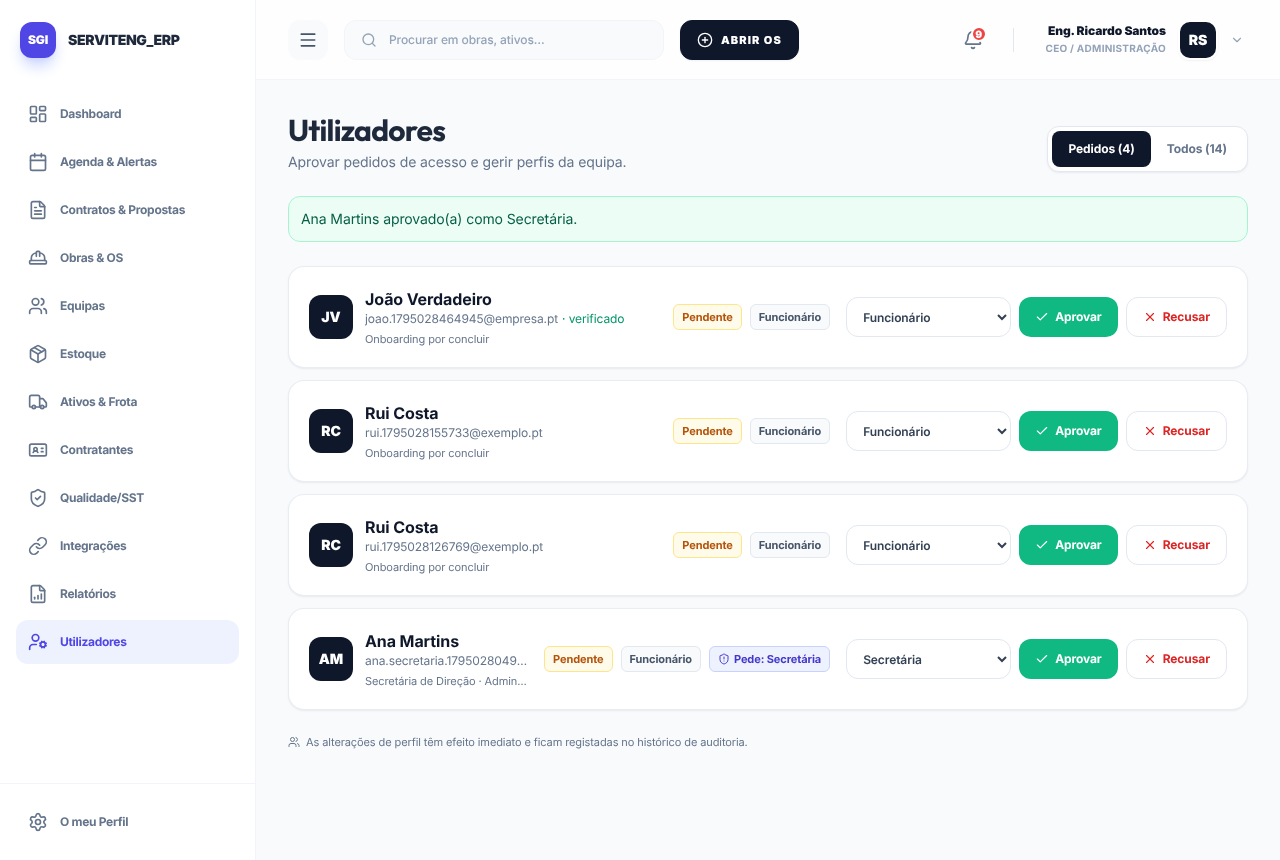 SGI SERVITENG_ERP
Procurar em obras, ativos...
ABRIR OS
9
Eng. Ricardo Santos
CEO / ADMINISTRAÇÃO
RS
Dashboard
Agenda & Alertas
Contratos & Propostas
Obras & OS
Equipas
Estoque
Ativos & Frota
Contratantes
Qualidade/SST
Integrações
Relatórios
Utilizadores
O meu Perfil
Utilizadores
Aprovar pedidos de acesso e gerir perfis da equipa.
Pedidos (4) Todos (14)
Ana Martins aprovado(a) como Secretária.
JV
João Verdadeiro
joao.1795028464945@empresa.pt · verificado
Onboarding por concluir
Pendente Funcionário Funcionário Aprovar Recusar
RC
Rui Costa
rui.1795028155733@exemplo.pt
Onboarding por concluir
Pendente Funcionário Funcionário Aprovar Recusar
RC
Rui Costa
rui.1795028126769@exemplo.pt
Onboarding por concluir
Pendente Funcionário Funcionário Aprovar Recusar
AM
Ana Martins
ana.secretaria.1795028049...
Secretária de Direção · Admin...
Pendente Funcionário Pede: Secretária Secretária Aprovar Recusar
As alterações de perfil têm efeito imediato e ficam registadas no histórico de auditoria.